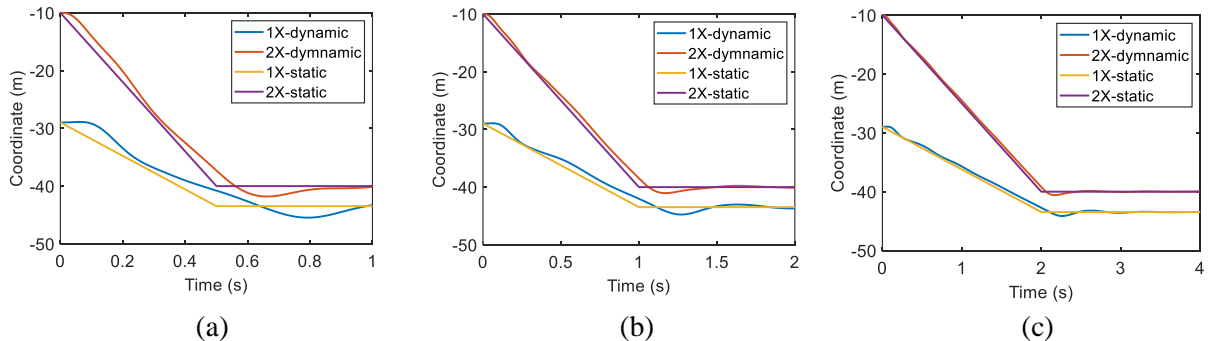 -10
-20
-30
-40
-50
Coordinate (m)
0
0.2
0.4
0.6
0.8
1
Time (s)
1X-dynamic
2X-dymnamic
1X-static
2X-static
(a)
-10
-20
-30
-40
-50
Coordinate (m)
0
0.5
1
1.5
2
Time (s)
1X-dynamic
2X-dymnamic
1X-static
2X-static
(b)
-10
-20
-30
-40
-50
Coordinate (m)
0
1
2
3
4
Time (s)
1X-dynamic
2X-dymnamic
1X-static
2X-static
(c)